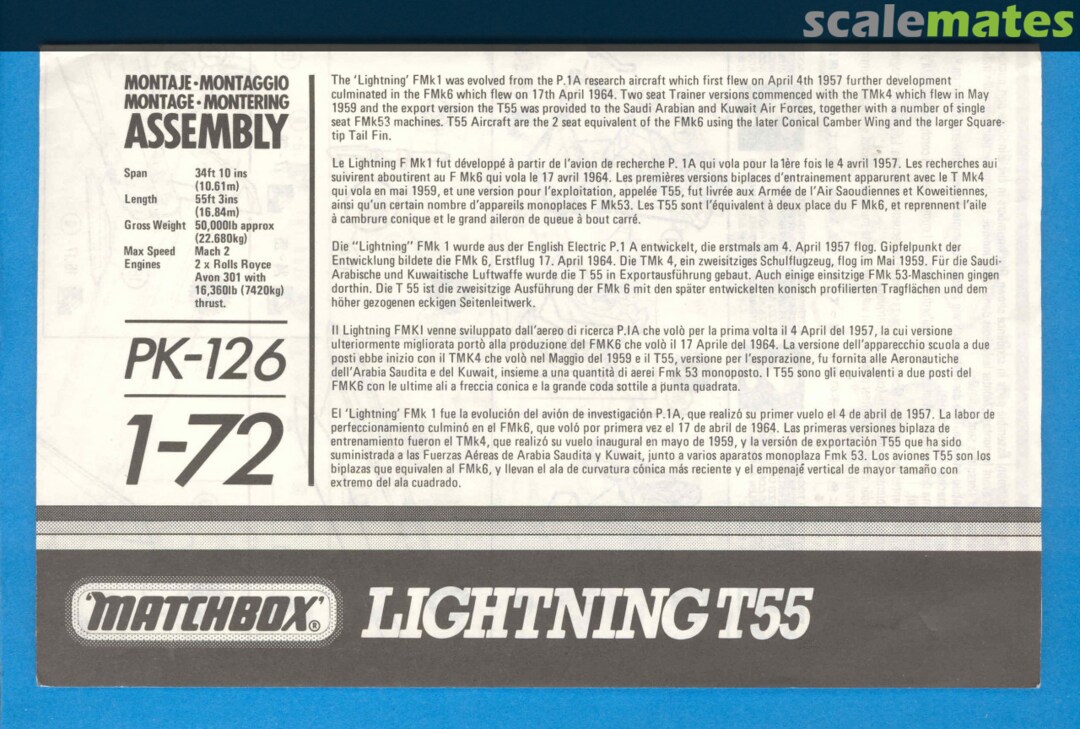 scalemates
MONTAJE·MONTAGGIO
MONTAGE·MONTERING
ASSEMBLY
Span 34ft 10 ins
(10.61m)
Length 55ft 3ins
(16.84m)
Gross Weight 50,000lb approx
(22.680kg)
Max Speed Mach 2
Engines 2 x Rolls Royce
Avon 301 with
16,360lb (7420kg)
thrust.
PK-126
1-72
The 'Lightning' FMk1 was evolved from the P.1A research aircraft which first flew on April 4th 1957 further development
culminated in the FMk6 which flew on 17th April 1964. Two seat Trainer versions commenced with the TMk4 which flew in May
1959 and the export version the T55 was provided to the Saudi Arabian and Kuwait Air Forces, together with a number of single
seat FMk53 machines. T55 Aircraft are the 2 seat equivalent of the FMk6 using the later Conical Camber Wing and the larger Square-
tip Tail Fin.
Le Lightning F Mk1 fut développé à partir de l'avion de recherche P. 1A qui vola pour la 1ère fois le 4 avril 1957. Les recherches aui
suivirent aboutirent au F Mk6 qui vola le 17 avril 1964. Les premières versions biplaces d'entrainement apparurent avec le T Mk4
qui vola en mai 1959, et une version pour l'exploitation, appelée T55, fut livrée aux Armée de l'Air Saoudiennes et Koweitiennes,
ainsi qu'un certain nombre d'appareils monoplaces F Mk53. Les T55 sont l'équivalent à deux place du F Mk6, et reprennent l'aile
à cambrure conique et le grand aileron de queue à bout carré.
Die "Lightning" FMk 1 wurde aus der English Electric P.1 A entwickelt, die erstmals am 4. April 1957 flog. Gipfelpunkt der
Entwicklung bildete die FMk 6, Erstflug 17. April 1964. Die TMk 4, ein zweisitziges Schulflugzeug, flog im Mai 1959. Für die Saudi-
Arabische und Kuwaitische Luftwaffe wurde die T 55 in Exportausführung gebaut. Auch einige einsitzige FMk 53-Maschinen gingen
dorthin. Die T 55 ist die zweisitzige Ausführung der FMk 6 mit den später entwickelten konisch profilierten Tragflächen und dem
höher gezogenen eckigen Seitenleitwerk.
Il Lightning FMKI venne sviluppato dall'aereo di ricerca P.IA che volò per la prima volta il 4 April del 1957, la cui versione
ulteriormente migliorata portò alla produzione del FMK6 che volò il 17 Aprile del 1964. La versione dell'apparecchio scuola a due
posti ebbe inizio con il TMK4 che volò nel Maggio del 1959 e il T55, versione per l'esporazione, fu fornita alle Aeronautiche
dell'Arabia Saudita e del Kuwait, insieme a una quantità di aerei Fmk 53 monoposto. I T55 sono gli equivalenti a due posti del
FMK6 con le ultime ali a freccia conica e la grande coda sottile a punta quadrata.
El 'Lightning' FMk 1 fue la evolución del avión de investigación P.1A, que realizó su primer vuelo el 4 de abril de 1957. La labor de
perfeccionamiento culminó en el FMk6, que voló por primera vez el 17 de abril de 1964. Las primeras versiones biplaza de
entrenamiento fueron el TMk4, que realizó su vuelo inaugural en mayo de 1959, y la versión de exportación T55 que ha sido
suministrada a las Fuerzas Aéreas de Arabia Saudita y Kuwait, junto a varios aparatos monoplaza Fmk 53. Los aviones T55 son los
biplazas que equivalen al FMk6, y llevan el ala de curvatura cónica más reciente y el empenajé vertical de mayor tamaño con
extremo del ala cuadrado.
'MATCHBOX'® LIGHTNING T55